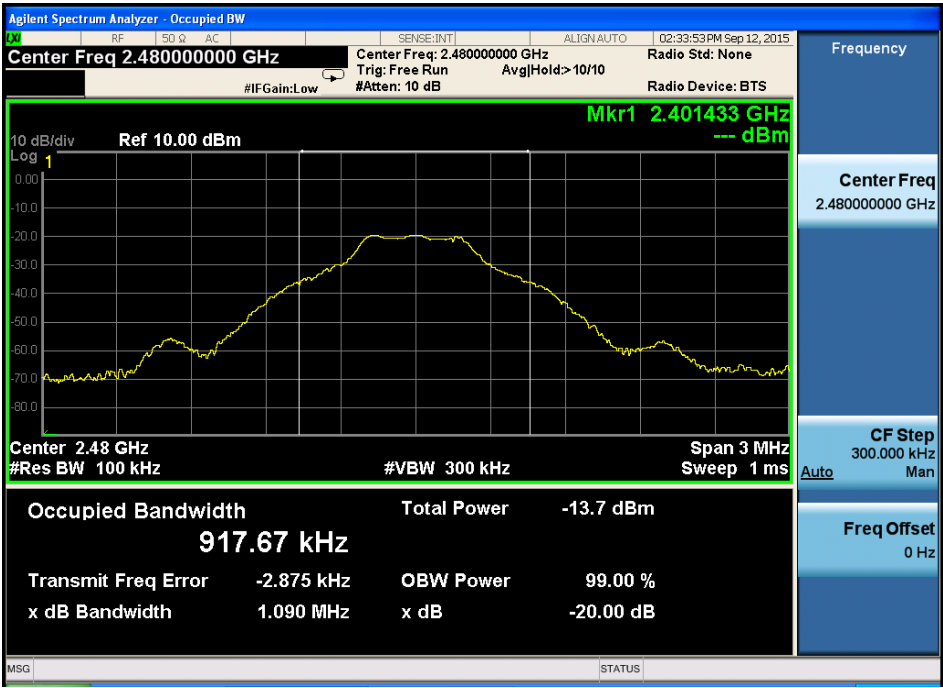 Agilent Spectrum Analyzer - Occupied BW
LXI RF 50 Ω AC SENSE:INT ALIGN AUTO 02:33:53 PM Sep 12, 2015
Center Freq 2.480000000 GHz
Center Freq: 2.480000000 GHz
Radio Std: None
Trig: Free Run Avg|Hold:>10/10
#IFGain:Low
#Atten: 10 dB
Radio Device: BTS
Mkr1 2.401433 GHz
--- dBm
10 dB/div Ref 10.00 dBm
Log
1
0.00
-10.0
-20.0
-30.0
-40.0
-50.0
-60.0
-70.0
-80.0
Center 2.48 GHz Span 3 MHz
#Res BW 100 kHz #VBW 300 kHz Sweep 1 ms
Occupied Bandwidth
917.67 kHz
Total Power -13.7 dBm
Transmit Freq Error -2.875 kHz OBW Power 99.00 %
x dB Bandwidth 1.090 MHz x dB -20.00 dB
MSG STATUS
Frequency
Center Freq
2.480000000 GHz
CF Step
300.000 kHz
Auto Man
Freq Offset
0 Hz